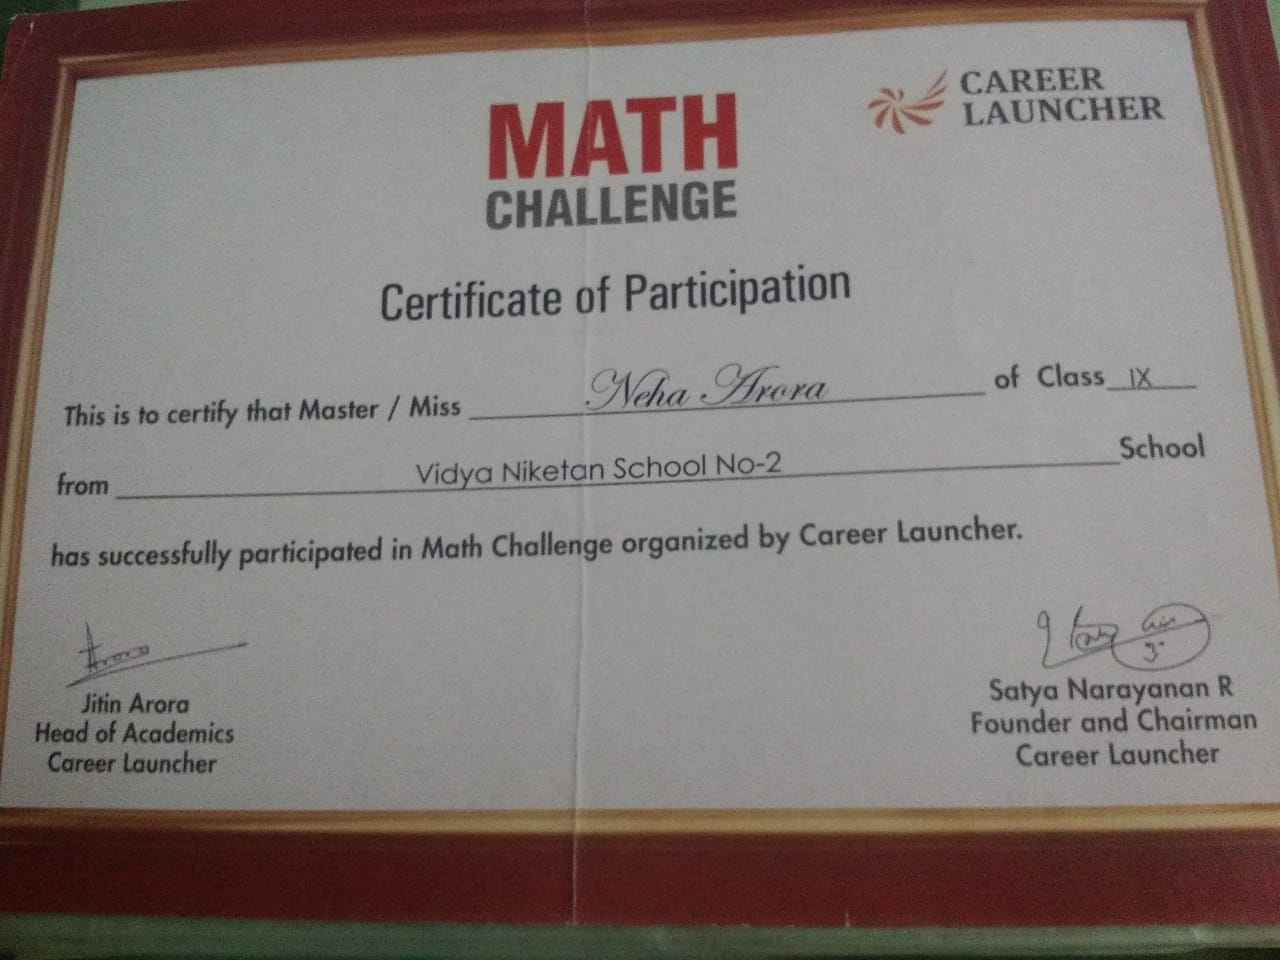 CAREER
LAUNCHER
MATH
CHALLENGE
Certificate of Participation
This is to certify that Master / Miss Neha Arora of Class IX
from Vidya Niketan School No-2 School
has successfully participated in Math Challenge organized by Career Launcher.
Arora
Jitin Arora
Head of Academics
Career Launcher
Satya Narayanan R
Founder and Chairman
Career Launcher